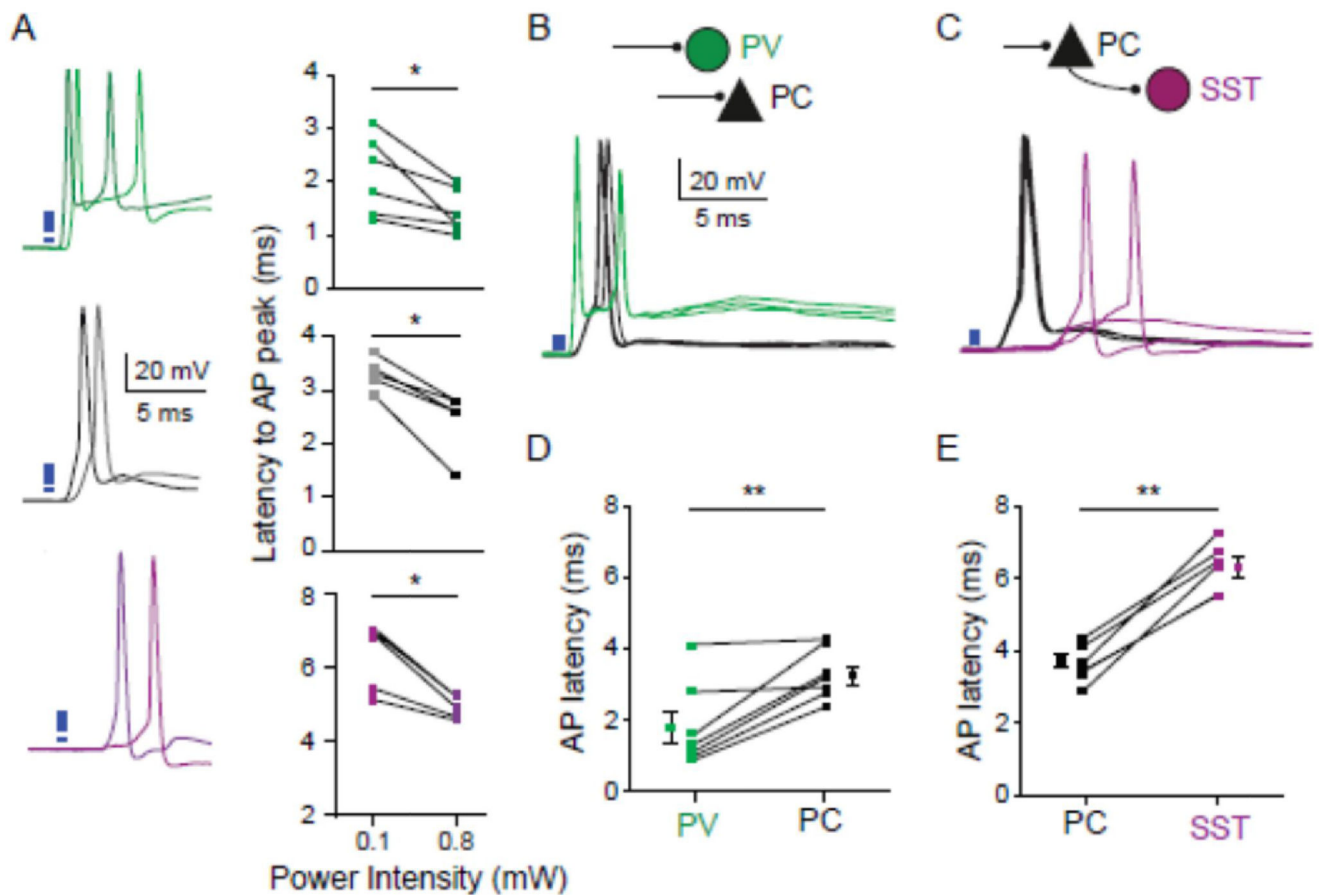 A
Latency to AP peak (ms)
4
*
3
2
1
0
4
*
3
2
1
0
20 mV
5 ms
8
*
6
4
2
0.1
0.8
Power Intensity (mW)
B
PV
PC
20 mV
5 ms
C
PC
SST
D
AP latency (ms)
8
**
6
4
2
0
PV
PC
E
AP latency (ms)
8
**
6
4
2
0
PC
SST